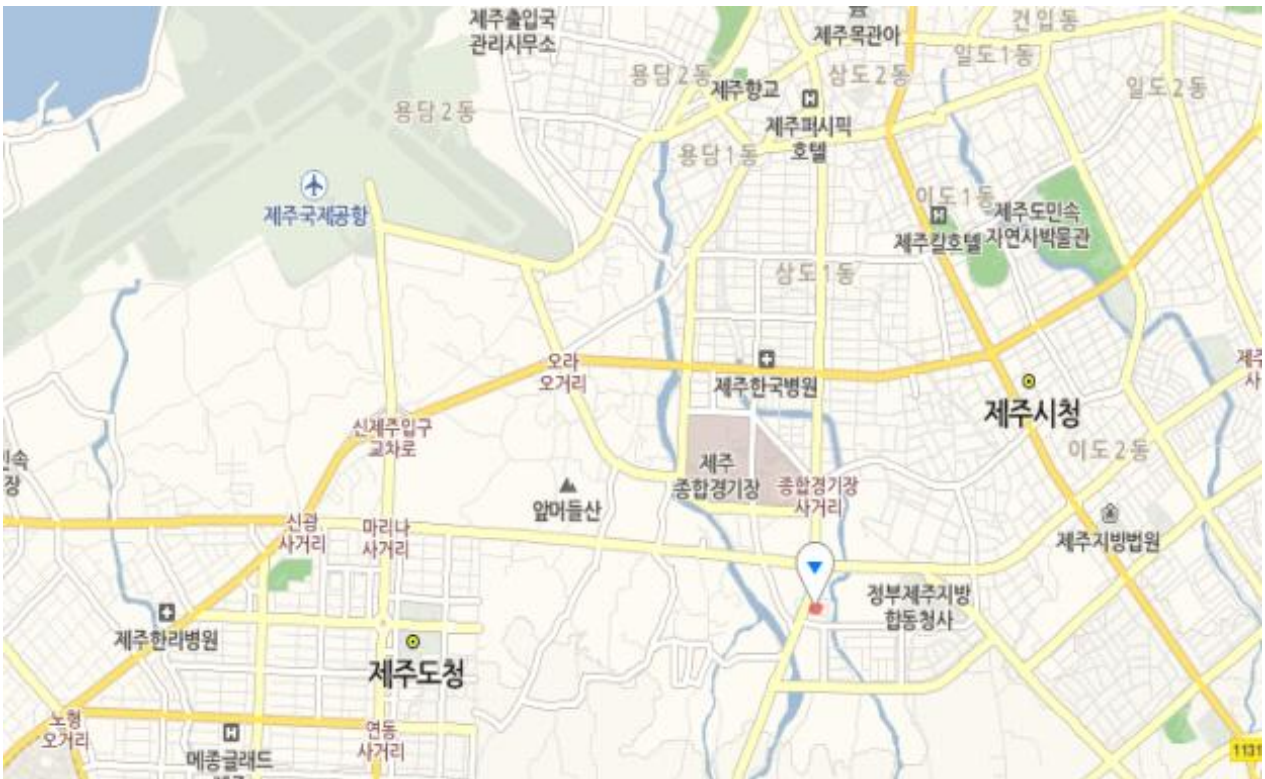 제주출입국
관리시무소
제주목관아
건입동
일도1동
용담2동
제주향교
삼도2동
일도2동
용담2동
제주퍼시픽
호텔
용담1동
제주국제공항
이도1동
제주도민속
자연사박물관
제주칼호텔
삼도1동
오라
오거리
제주한국병원
제주시청
신제주입구
교차로
이도2동
제주
종합경기장
종합경기장
사거리
앞머들산
신광
사거리
마리나
사거리
제주지방법원
정부제주지방
합동청사
제주한라병원
제주도청
노형
오거리
연동
사거리
메종글래드
1131